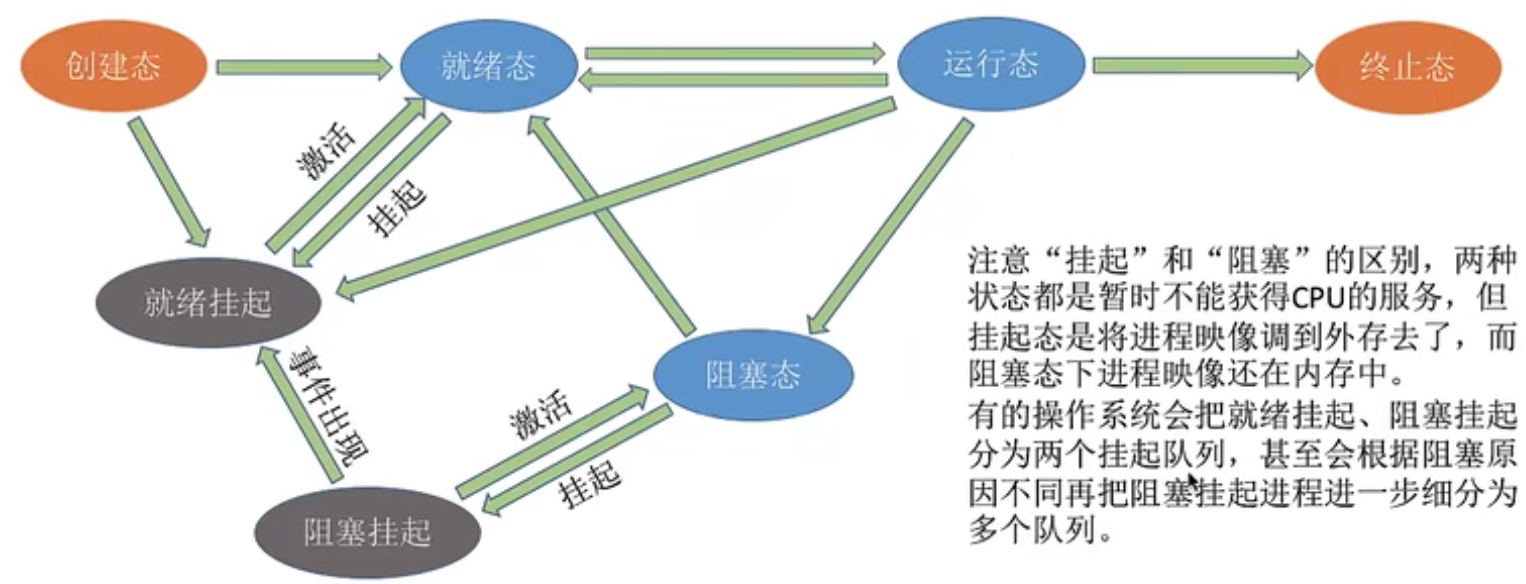 创建态
就绪态
运行态
终止态
激活
挂起
就绪挂起
事件出现
阻塞态
激活
挂起
阻塞挂起
注意“挂起”和“阻塞”的区别，两种
状态都是暂时不能获得CPU的服务，但
挂起态是将进程映像调到外存去了，而
阻塞态下进程映像还在内存中。
有的操作系统会把就绪挂起、阻塞挂起
分为两个挂起队列，甚至会根据阻塞原
因不同再把阻塞挂起进程进一步细分为
多个队列。